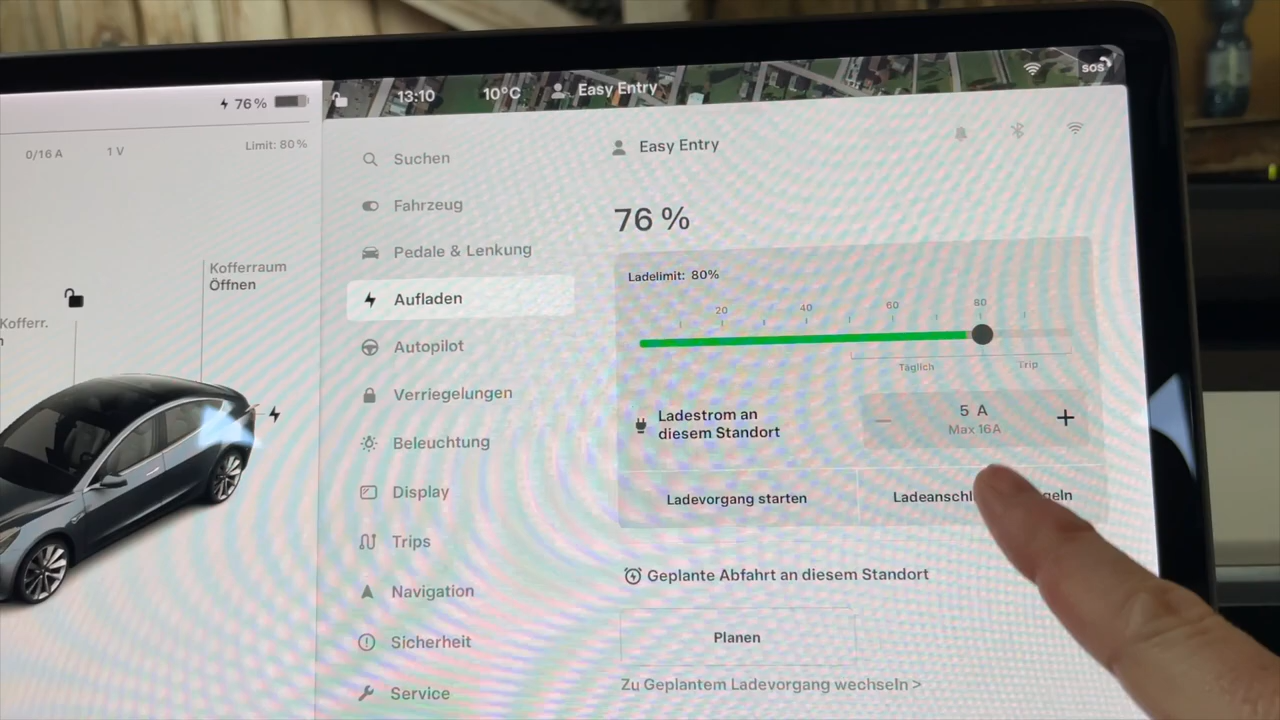 76 %
0/16 A
1 V
Limit: 80 %
Kofferraum
Öffnen
Kofferr.
13:10
10°C
Easy Entry
SOS
Suchen
Fahrzeug
Pedale & Lenkung
Aufladen
Autopilot
Verriegelungen
Beleuchtung
Display
Trips
Navigation
Sicherheit
Service
Easy Entry
76 %
Ladelimit: 80%
20 40 60 80
Täglich
Trip
Ladestrom an
diesem Standort
5 A
Max 16A
Ladevorgang starten
Geplante Abfahrt an diesem Standort
Planen
Zu Geplantem Ladevorgang wechseln >